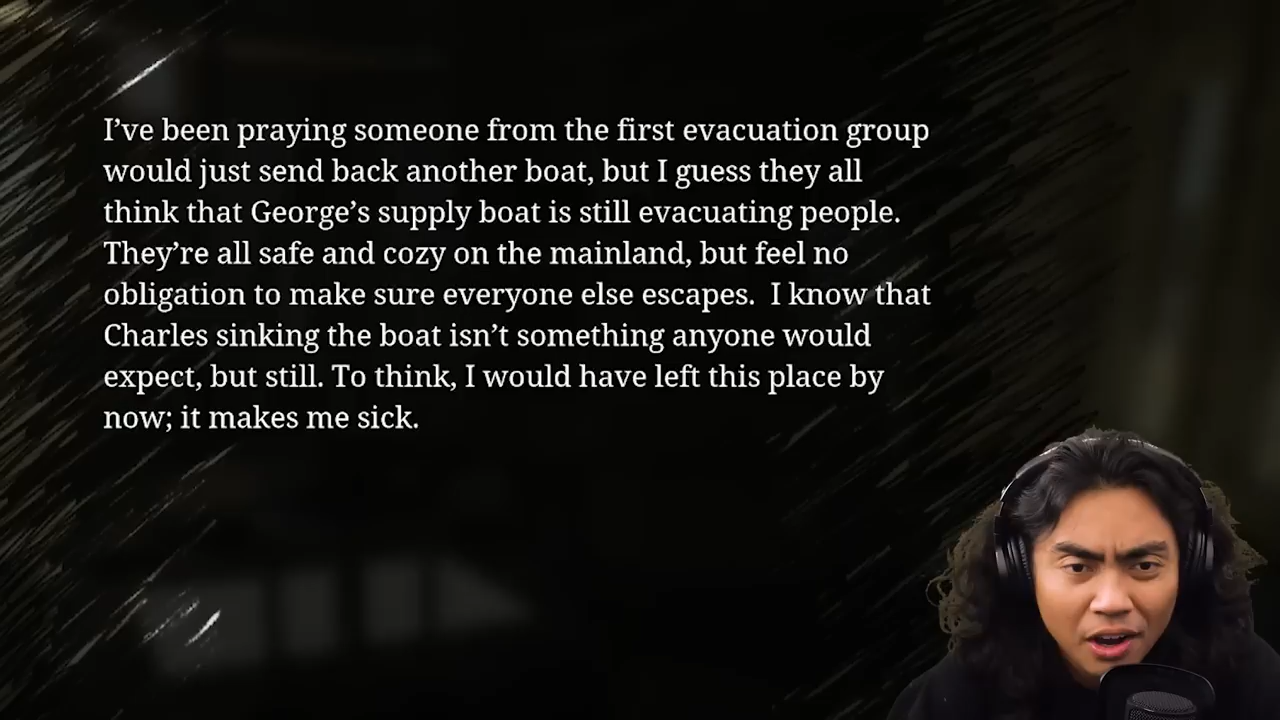 I’ve been praying someone from the first evacuation group
would just send back another boat, but I guess they all
think that George’s supply boat is still evacuating people.
They’re all safe and cozy on the mainland, but feel no
obligation to make sure everyone else escapes.  I know that
Charles sinking the boat isn’t something anyone would
expect, but still. To think, I would have left this place by
now; it makes me sick.